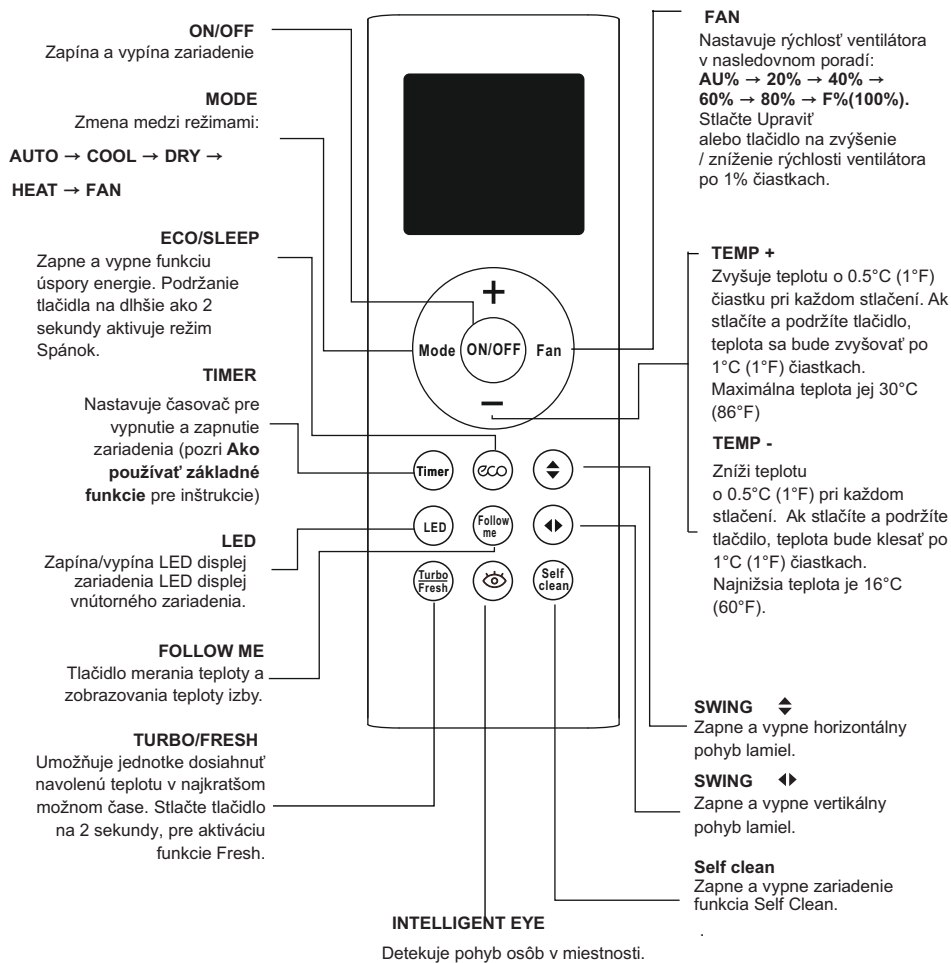 ON/OFF
Zapína a vypína zariadenie
MODE
Zmena medzi režimami:
AUTO → COOL → DRY →
HEAT → FAN
ECO/SLEEP
Zapne a vypne funkciu
úspory energie. Podržanie
tlačidla na dlhšie ako 2
sekundy aktivuje režim
Spánok.
TIMER
Nastavuje časovač pre
vypnutie a zapnutie
zariadenia (pozri Ako
používať základné
funkcie pre inštrukcie)
LED
Zapína/vypína LED displej
zariadenia LED displej
vnútorného zariadenia.
FOLLOW ME
Tlačidlo merania teploty a
zobrazovania teploty izby.
TURBO/FRESH
Umožňuje jednotke dosiahnuť
navolenú teplotu v najkratšom
možnom čase. Stlačte tlačidlo
na 2 sekundy, pre aktiváciu
funkcie Fresh.
+
Mode ON/OFF Fan
−
Timer eco
LED
Follow
me
Turbo
Fresh
Self
clean
INTELLIGENT EYE
Detekuje pohyb osôb v miestnosti.
FAN
Nastavuje rýchlosť ventilátora
v nasledovnom poradí:
AU% → 20% → 40% →
60% → 80% → F%(100%).
Stlačte Upraviť
alebo tlačidlo na zvýšenie
/ zníženie rýchlosti ventilátora
po 1% čiastkach.
TEMP +
Zvyšuje teplotu o 0.5°C (1°F)
čiastku pri každom stlačení. Ak
stlačíte a podržíte tlačidlo,
teplota sa bude zvyšovať po
1°C (1°F) čiastkach.
Maximálna teplota jej 30°C
(86°F)
TEMP -
Zníži teplotu
o 0.5°C (1°F) pri každom
stlačení. Ak stlačíte a podržíte
tlačdilo, teplota bude klesať po
1°C (1°F) čiastkach.
Najnižsia teplota je 16°C
(60°F).
SWING
Zapne a vypne horizontálny
pohyb lamiel.
SWING
Zapne a vypne vertikálny
pohyb lamiel.
Self clean
Zapne a vypne zariadenie
funkcia Self Clean.
.